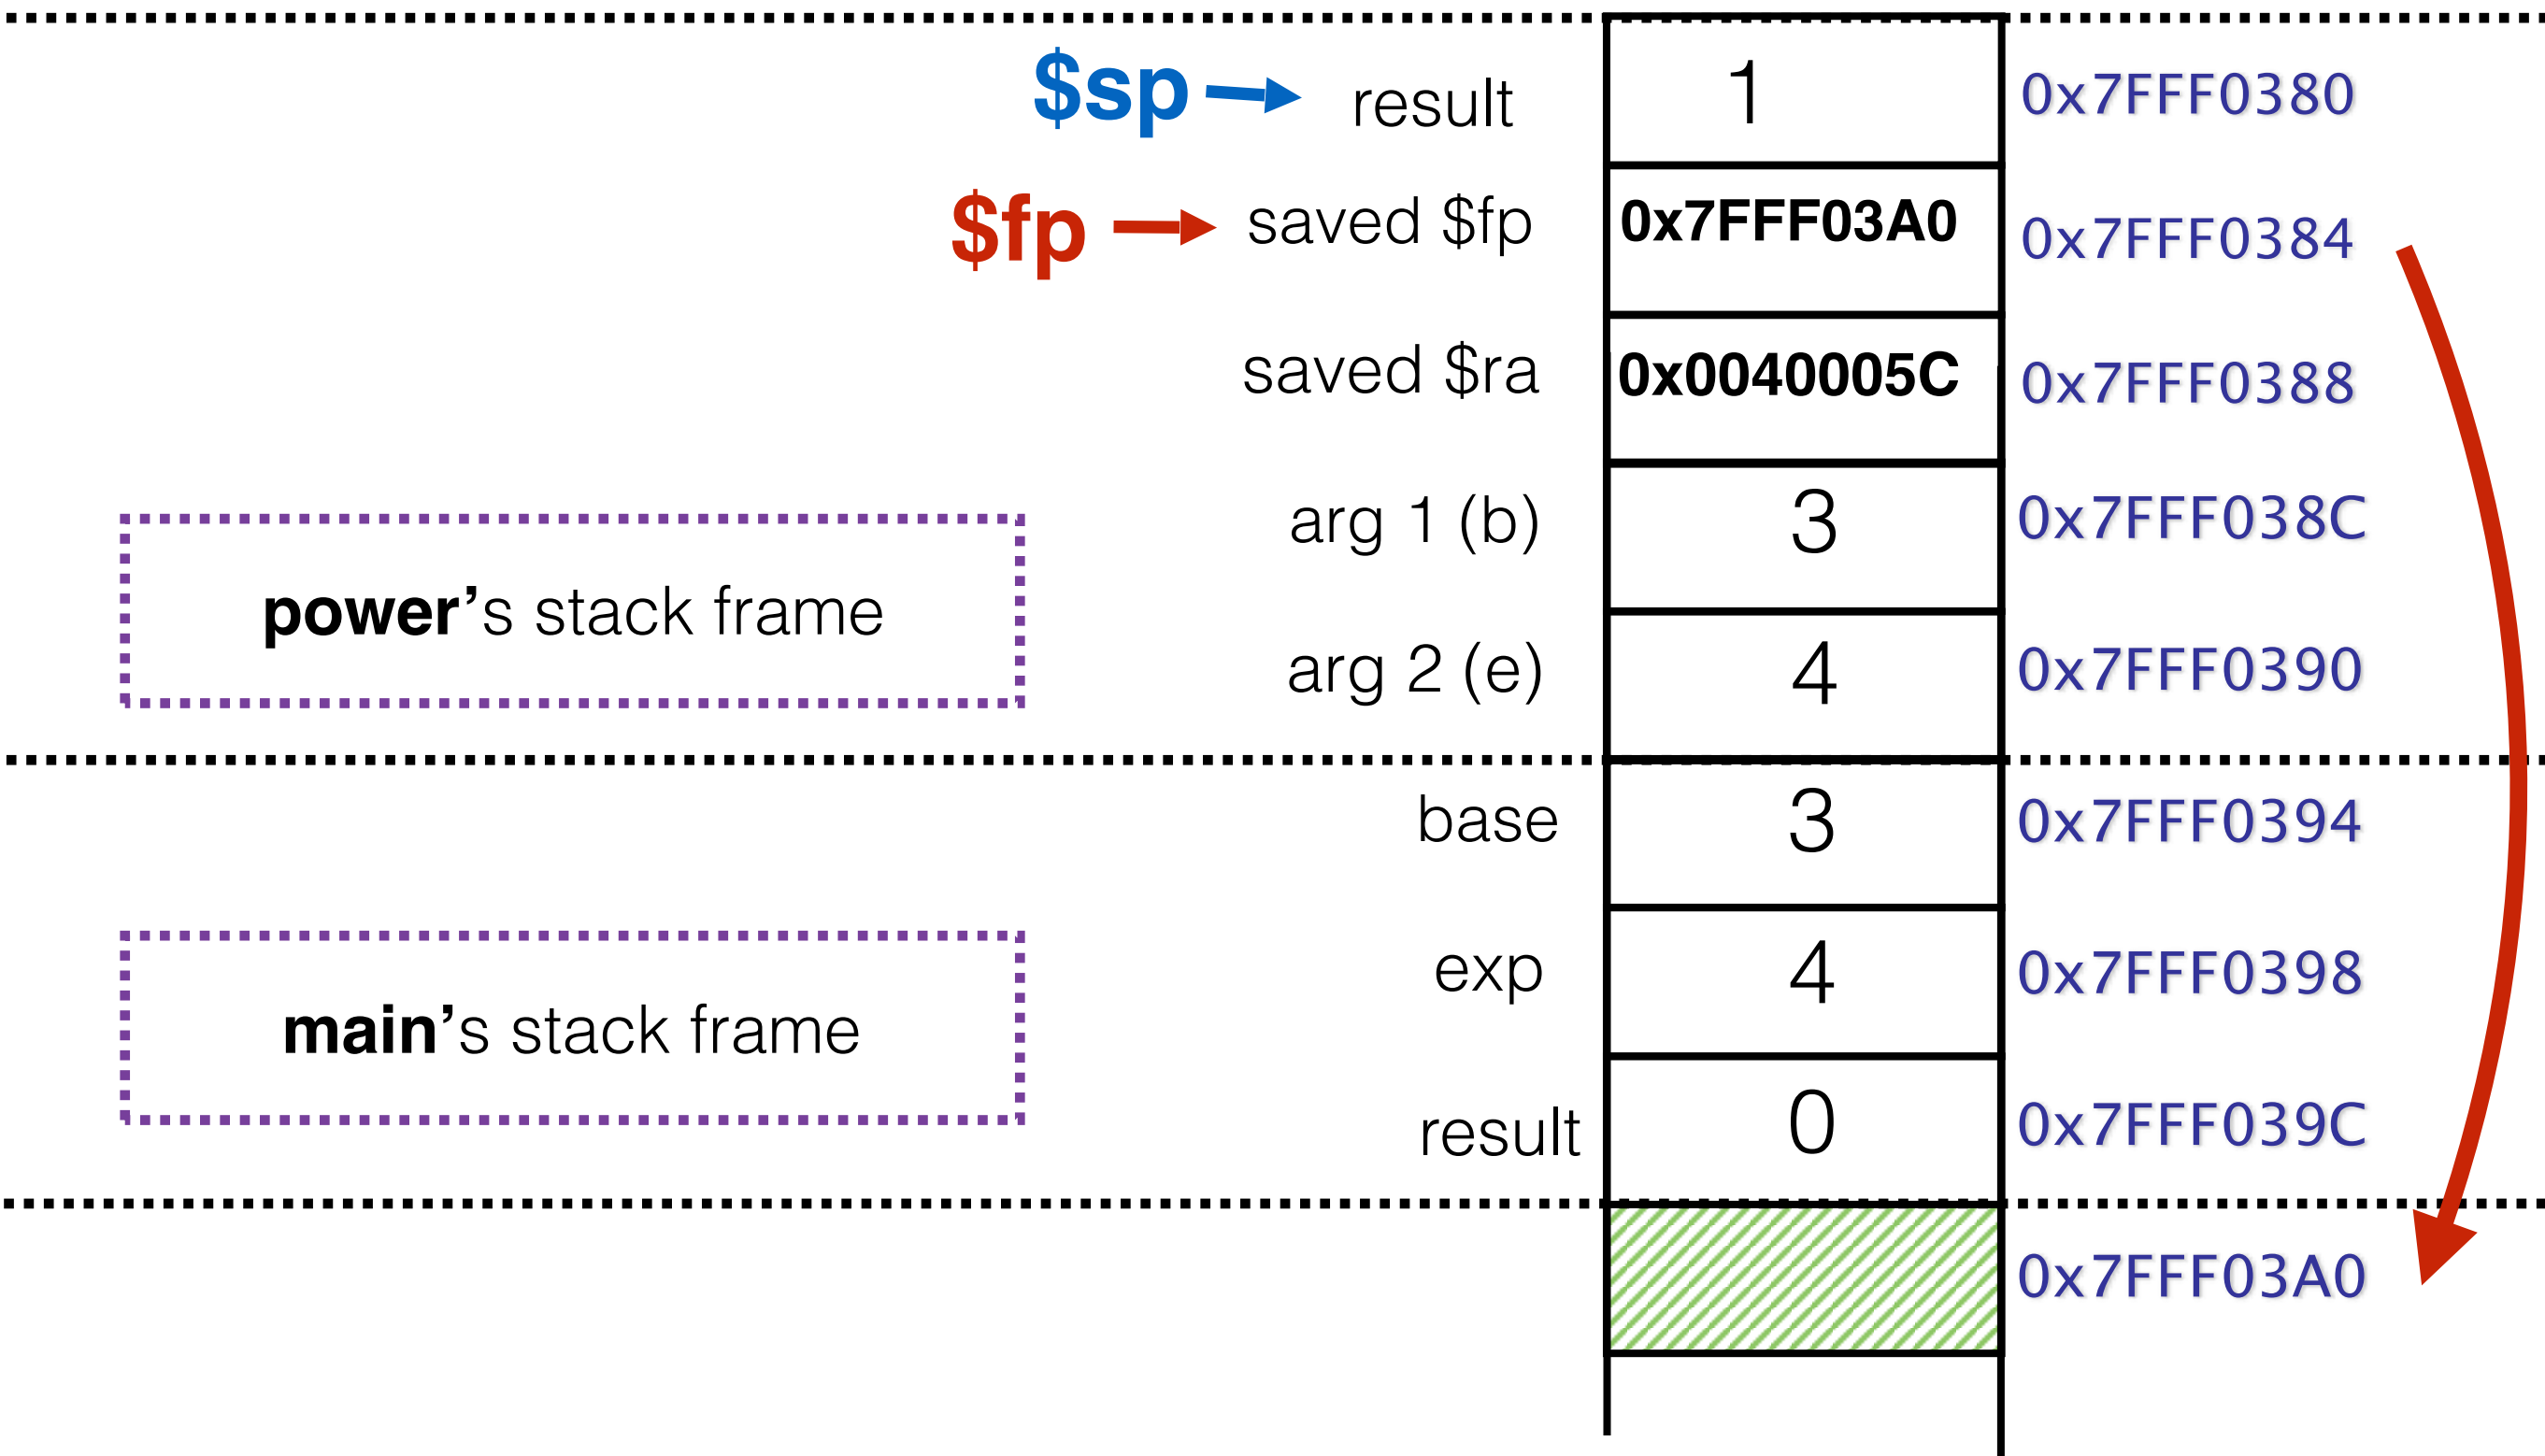 $sp result 1 0x7FFF0380
$fp saved $fp 0x7FFF03A0 0x7FFF0384
saved $ra 0x0040005C 0x7FFF0388
arg 1 (b) 3 0x7FFF038C
power's stack frame
arg 2 (e) 4 0x7FFF0390
base 3 0x7FFF0394
exp 4 0x7FFF0398
main's stack frame
result 0 0x7FFF039C
0x7FFF03A0